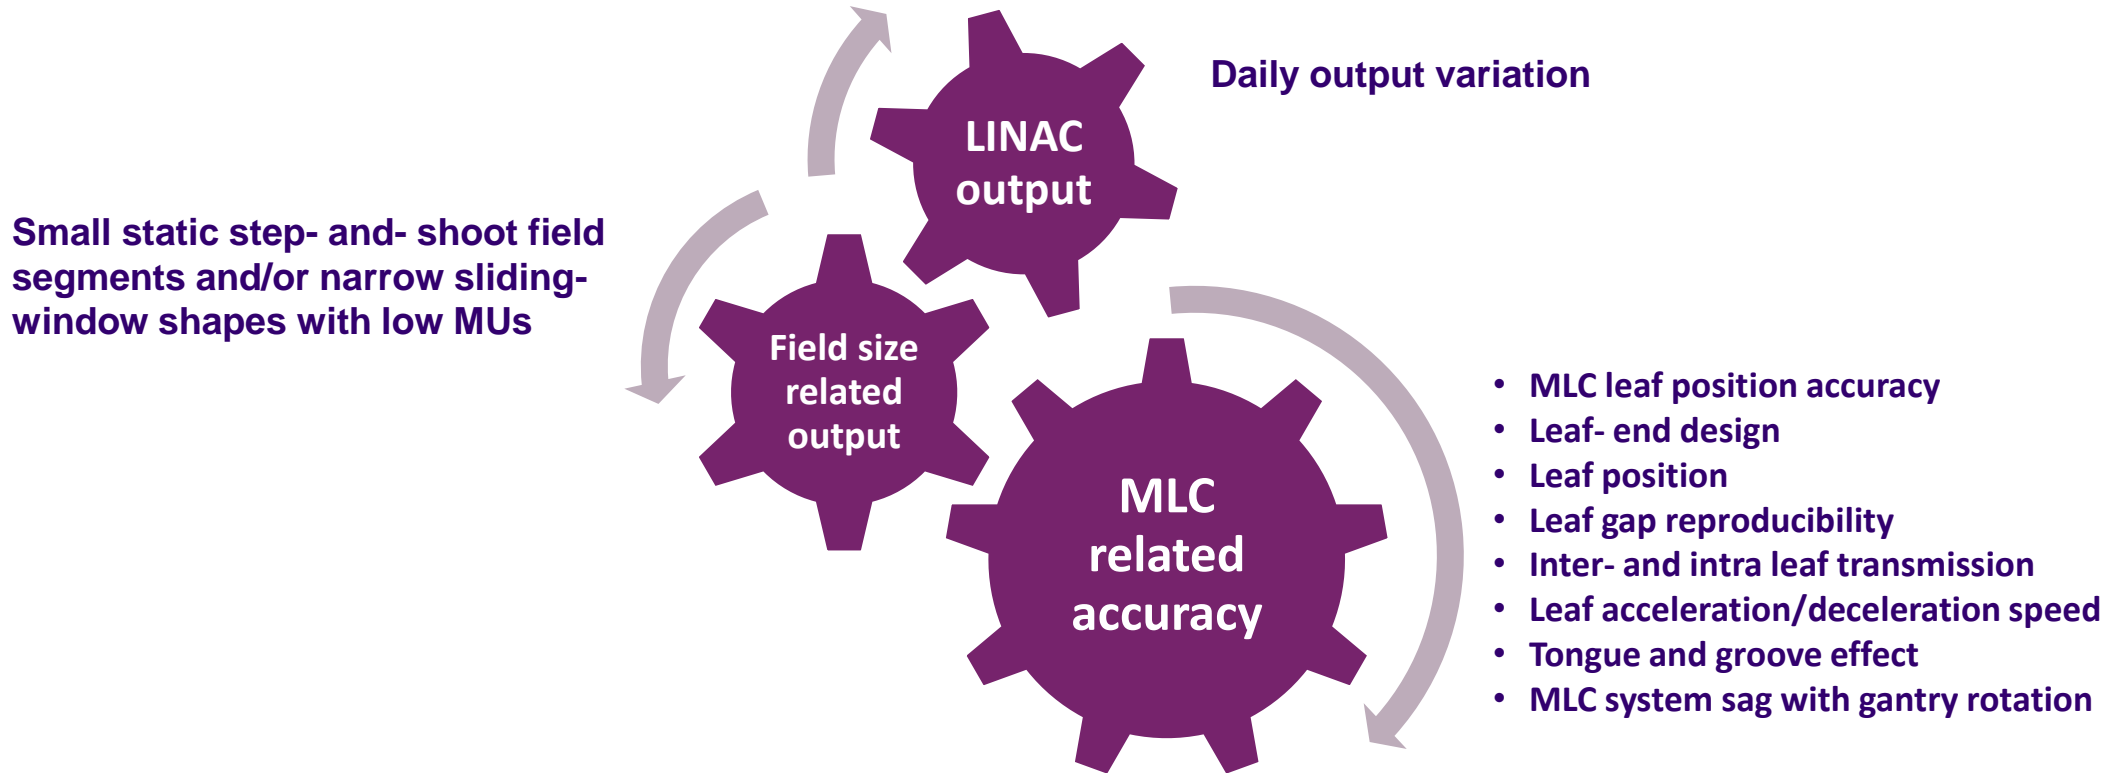 Daily output variation
LINAC
output
Small static step- and- shoot field
segments and/or narrow sliding-
window shapes with low MUs
Field size
related
output
MLC
related
accuracy
• MLC leaf position accuracy
• Leaf- end design
• Leaf position
• Leaf gap reproducibility
• Inter- and intra leaf transmission
• Leaf acceleration/deceleration speed
• Tongue and groove effect
• MLC system sag with gantry rotation